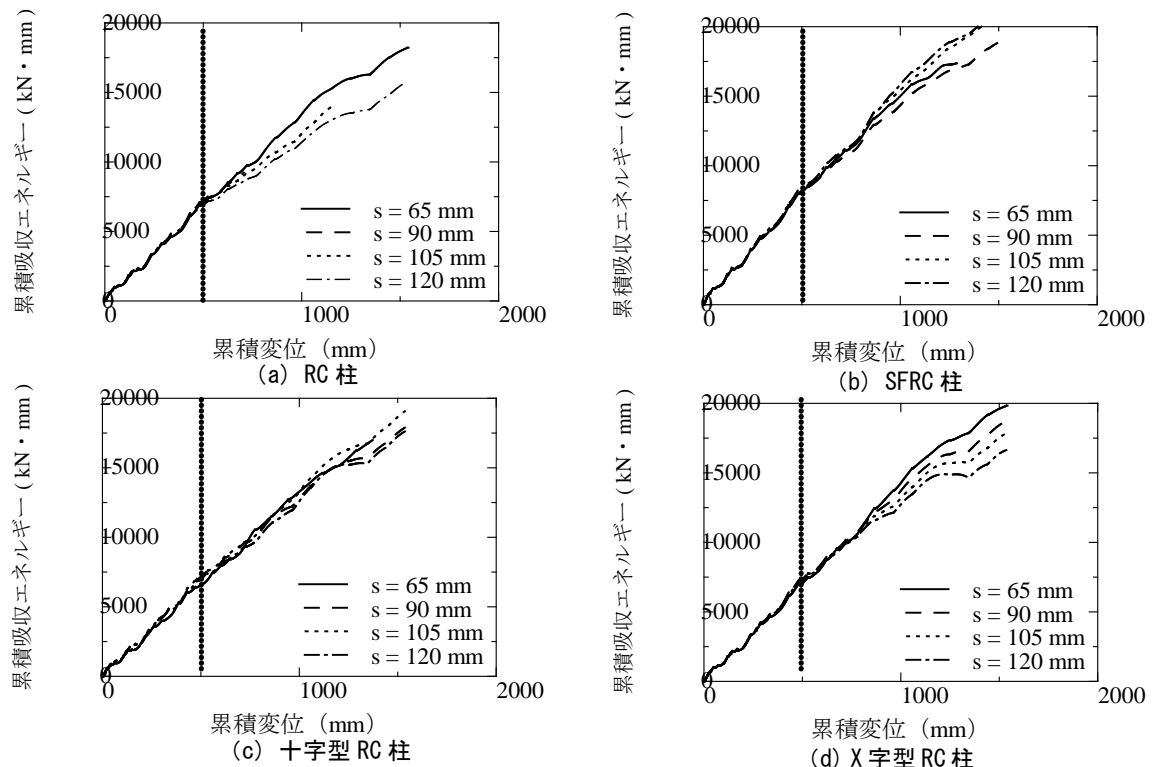 累積吸収エネルギー ( kN・mm )
20000
15000
10000
5000
0
s = 65 mm
s = 90 mm
s = 105 mm
s = 120 mm
0
1000
2000
累積変位 (mm)
(a) RC 柱
累積吸収エネルギー ( kN・mm )
20000
15000
10000
5000
0
s = 65 mm
s = 90 mm
s = 105 mm
s = 120 mm
0
1000
2000
累積変位 (mm)
(b) SFRC 柱
累積吸収エネルギー ( kN・mm )
20000
15000
10000
5000
0
s = 65 mm
s = 90 mm
s = 105 mm
s = 120 mm
0
1000
2000
累積変位 (mm)
(c) 十字型 RC 柱
累積吸収エネルギー ( kN・mm )
20000
15000
10000
5000
0
s = 65 mm
s = 90 mm
s = 105 mm
s = 120 mm
0
1000
2000
累積変位 (mm)
(d) X 字型 RC 柱